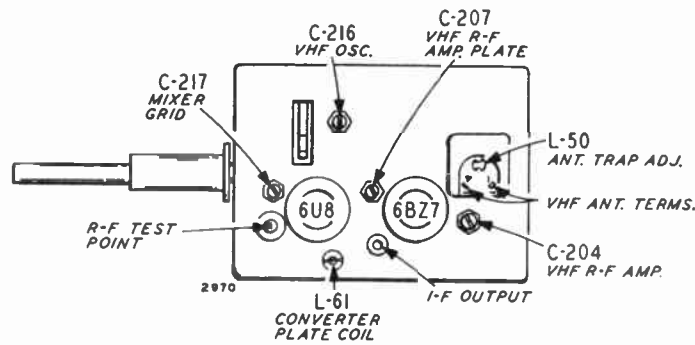 C-216
VHF OSC.
C-207
VHF R-F
AMP. PLATE
C-217
MIXER
GRID
L-50
ANT. TRAP ADJ.
6U8
6BZ7
VHF ANT. TERMS.
R-F TEST
POINT
C-204
VHF R-F AMP.
2970
I-F OUTPUT
L-61
CONVERTER
PLATE COIL